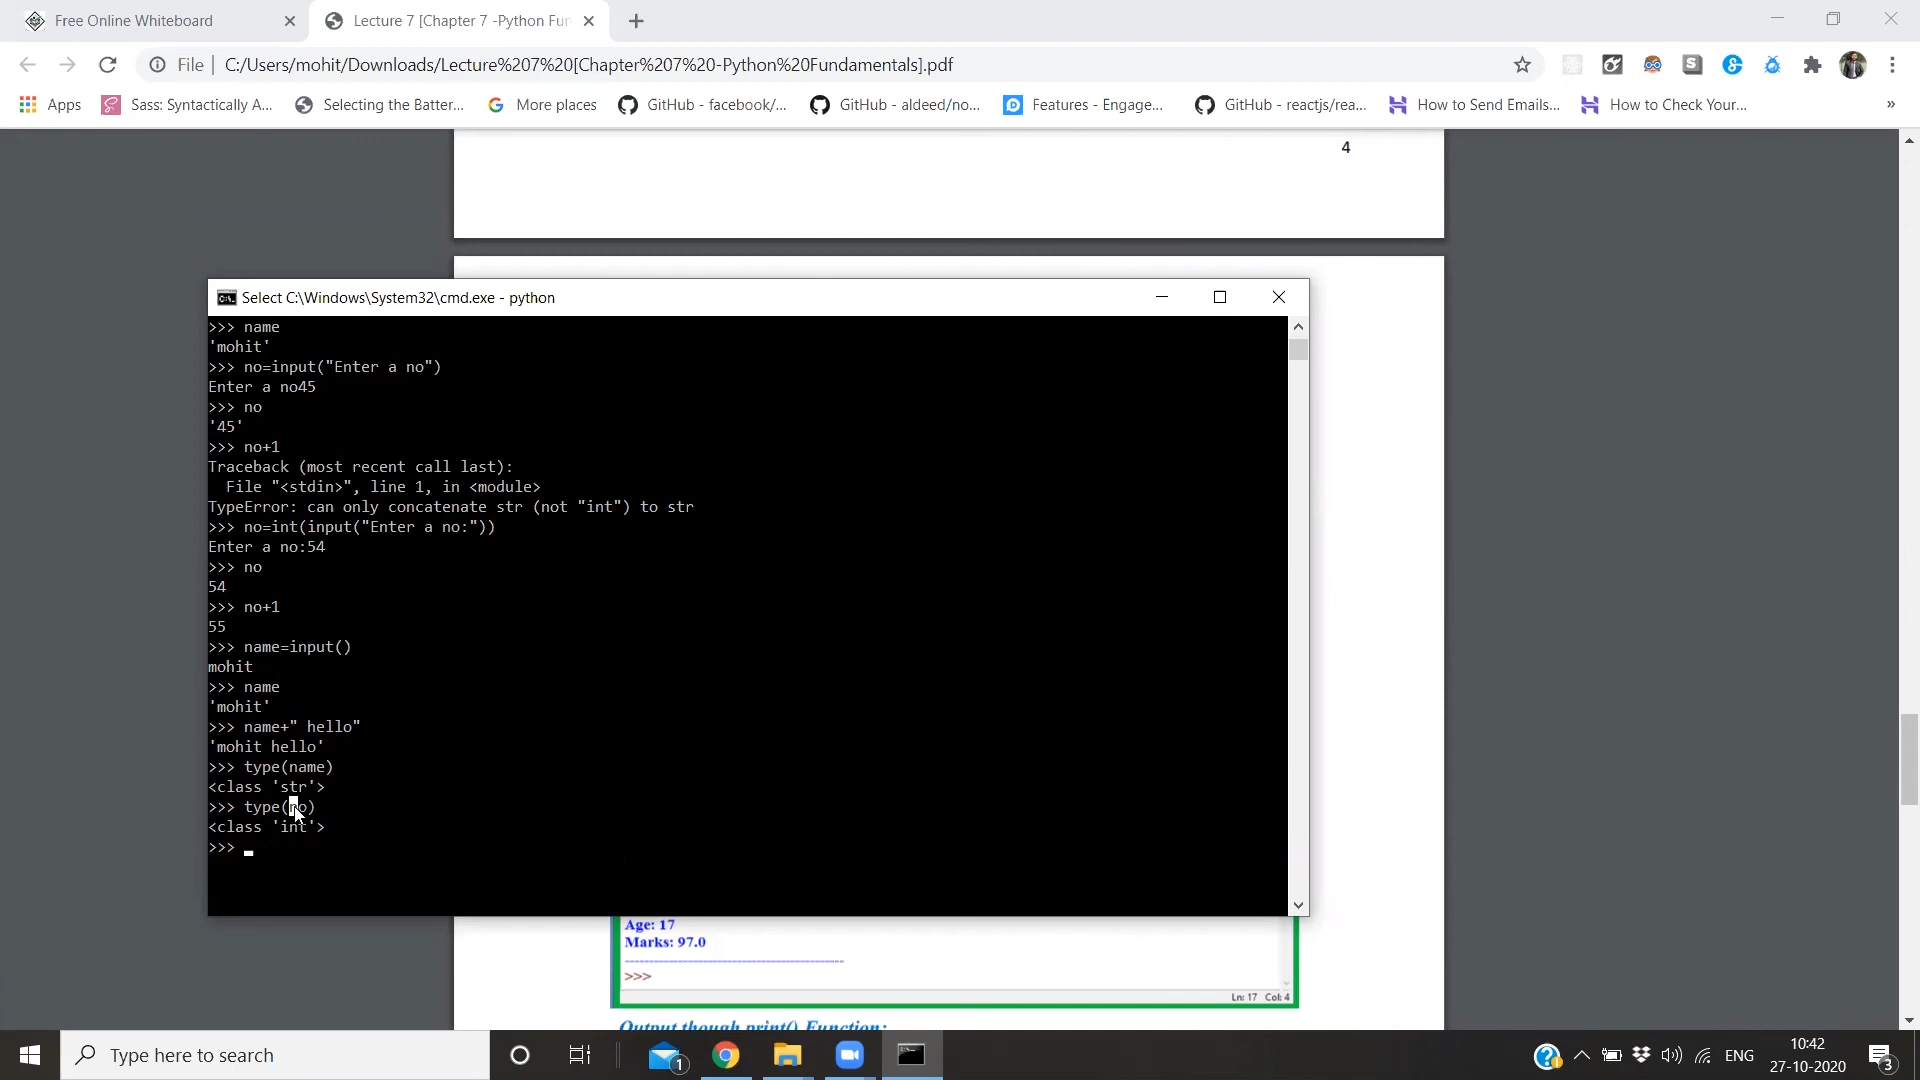 Free Online Whiteboard
Lecture 7 [Chapter 7 -Python Fun
File
C:/Users/mohit/Downloads/Lecture%207%20[Chapter%207%20-Python%20Fundamentals].pdf
Apps
Sass: Syntactically A...
Selecting the Batter...
More places
GitHub - facebook/...
GitHub - aldeed/no...
Features - Engage...
GitHub - reactjs/rea...
How to Send Emails...
How to Check Your...
»
4
Select C:\Windows\System32\cmd.exe - python
>>> name
'mohit'
>>> no=input("Enter a no")
Enter a no45
>>> no
'45'
>>> no+1
Traceback (most recent call last):
File "<stdin>", line 1, in <module>
TypeError: can only concatenate str (not "int") to str
>>> no=int(input("Enter a no:"))
Enter a no:54
>>> no
54
>>> no+1
55
>>> name=input()
mohit
>>> name
'mohit'
>>> name+" hello"
'mohit hello'
>>> type(name)
<class 'str'>
>>> type(no)
<class 'int'>
>>>
Age: 17
Marks: 97.0
>>>
Ln: 17 Col: 4
Output though print() Function:
Type here to search
1
ENG
10:42
27-10-2020
3